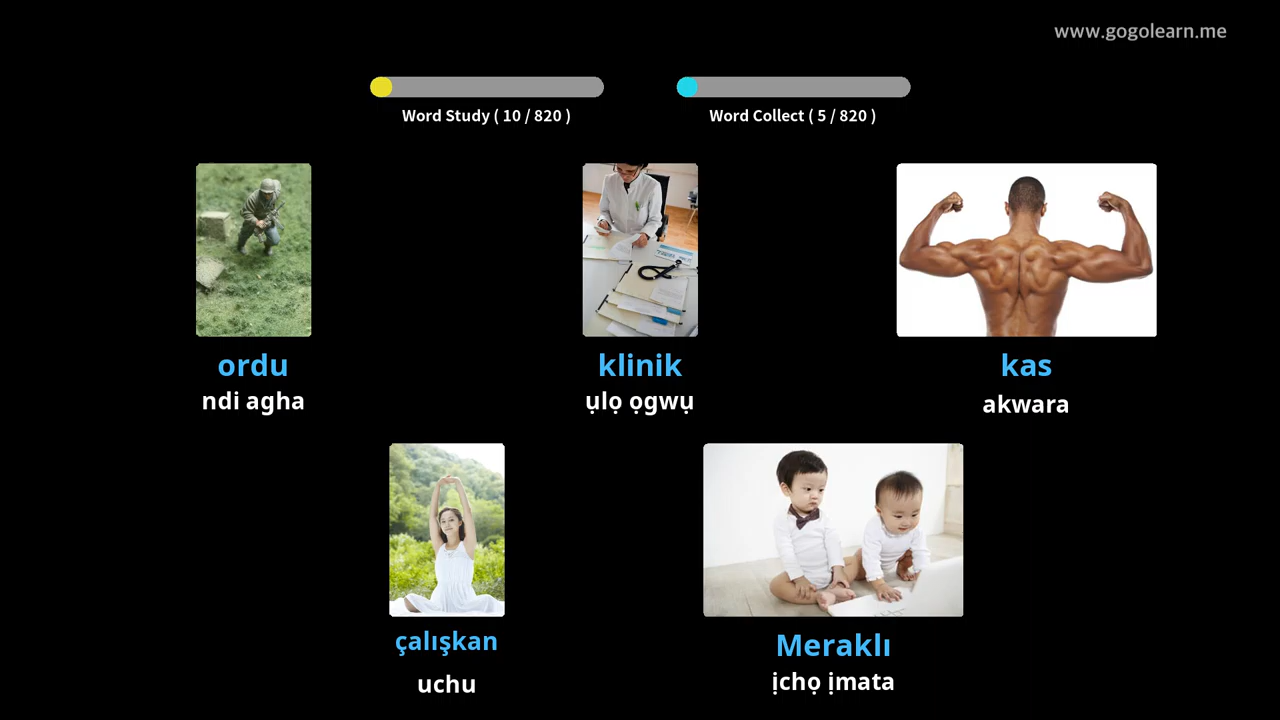 www.gogolearn.me
Word Study ( 10 / 820 )
Word Collect ( 5 / 820 )
ordu
ndi agha
klinik
ụlọ ọgwụ
kas
akwara
çalışkan
uchu
Meraklı
ịchọ ịmata